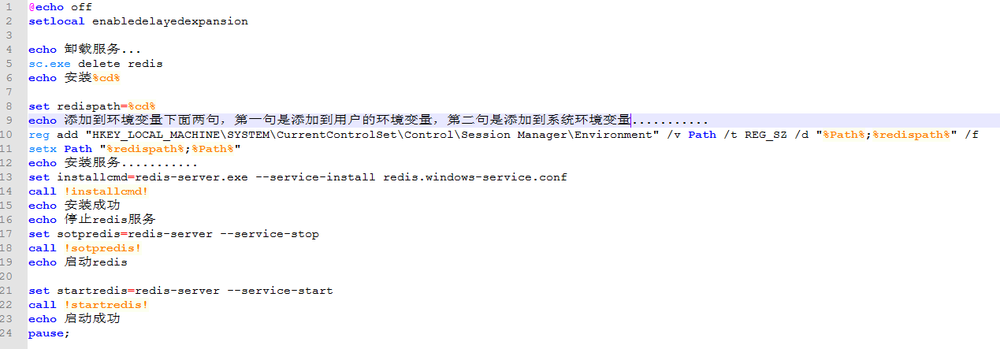 1 @echo off
2 setlocal enabledelayedexpansion
3
4 echo 卸载服务...
5 sc.exe delete redis
6 echo 安装%cd%
7
8 set redispath=%cd%
9 echo 添加到环境变量下面两句，第一句是添加到用户的环境变量，第二句是添加到系统环境变量...........
10 reg add "HKEY_LOCAL_MACHINE\SYSTEM\CurrentControlSet\Control\Session Manager\Environment" /v Path /t REG_SZ /d "%Path%;%redispath%" /f
11 setx Path "%redispath%;%Path%"
12 echo 安装服务...........
13 set installcmd=redis-server.exe --service-install redis.windows-service.conf
14 call !installcmd!
15 echo 安装成功
16 echo 停止redis服务
17 set sotpredis=redis-server --service-stop
18 call !sotpredis!
19 echo 启动redis
20
21 set startredis=redis-server --service-start
22 call !startredis!
23 echo 启动成功
24 pause;